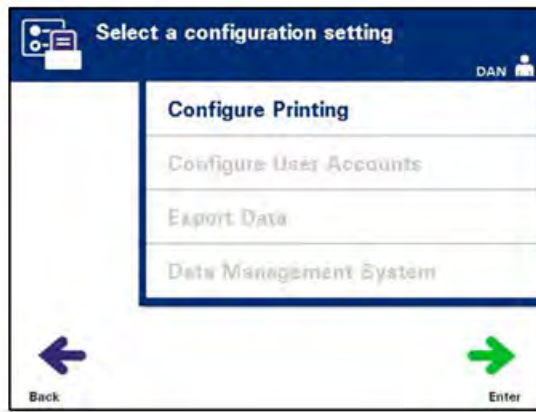 Select a configuration setting
DAN
Configure Printing
Configure User Accounts
Export Data
Data Management System
Back
Enter